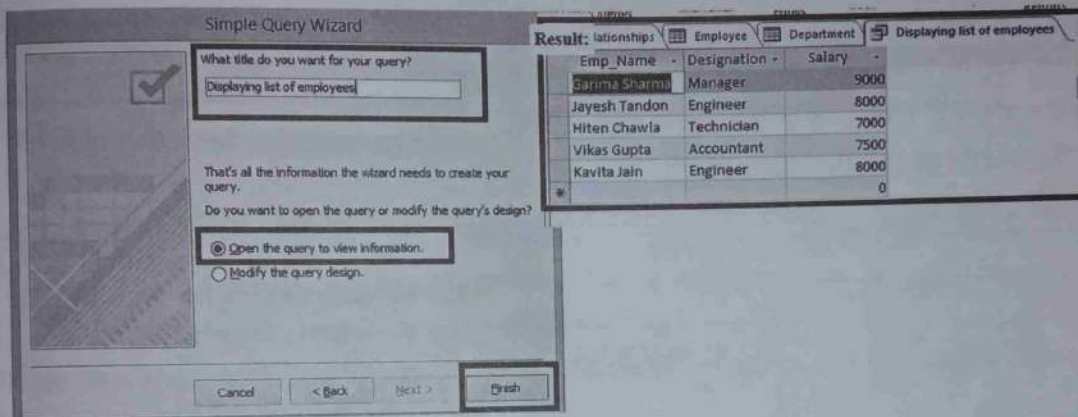 Simple Query Wizard
What title do you want for your query?
Displaying list of employees
That's all the information the wizard needs to create your
query.
Do you want to open the query or modify the query's design?
Open the query to view information.
Modify the query design.
Cancel < Back Next > Finish
Result: lationships Employee Department Displaying list of employees
Emp_Name Designation Salary
Garima Sharma Manager 9000
Jayesh Tandon Engineer 8000
Hiten Chawla Technician 7000
Vikas Gupta Accountant 7500
Kavita Jain Engineer 8000
* 0